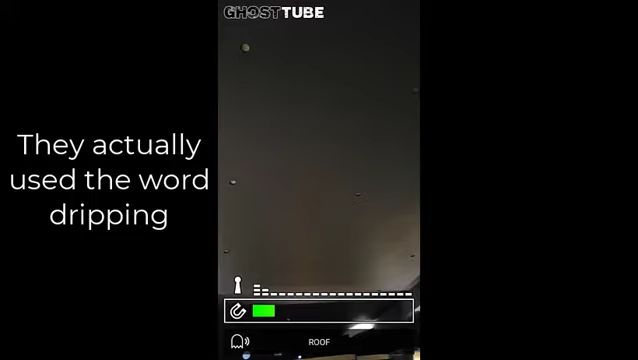 GHOSTTUBE
They actually
used the word
dripping
ROOF